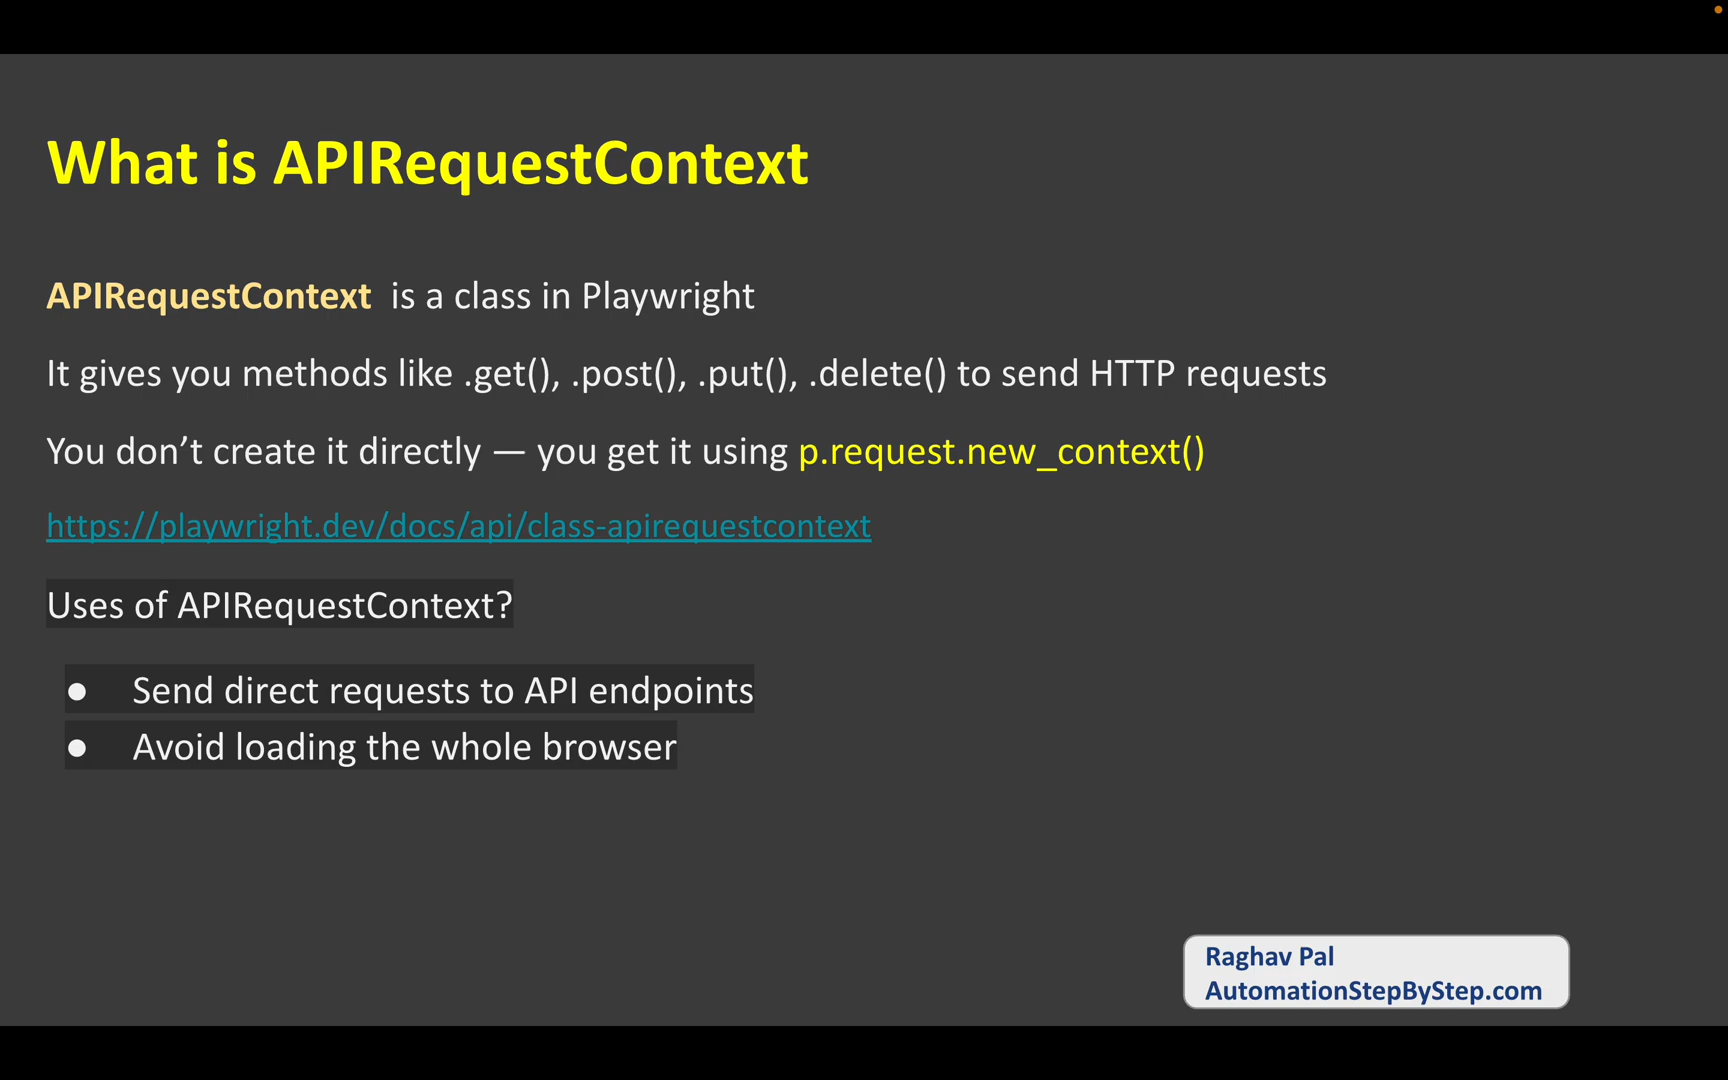 What is APIRequestContext
APIRequestContext is a class in Playwright
It gives you methods like .get(), .post(), .put(), .delete() to send HTTP requests
You don’t create it directly — you get it using p.request.new_context()
https://playwright.dev/docs/api/class-apirequestcontext
Uses of APIRequestContext?
● Send direct requests to API endpoints
● Avoid loading the whole browser
Raghav Pal
AutomationStepByStep.com